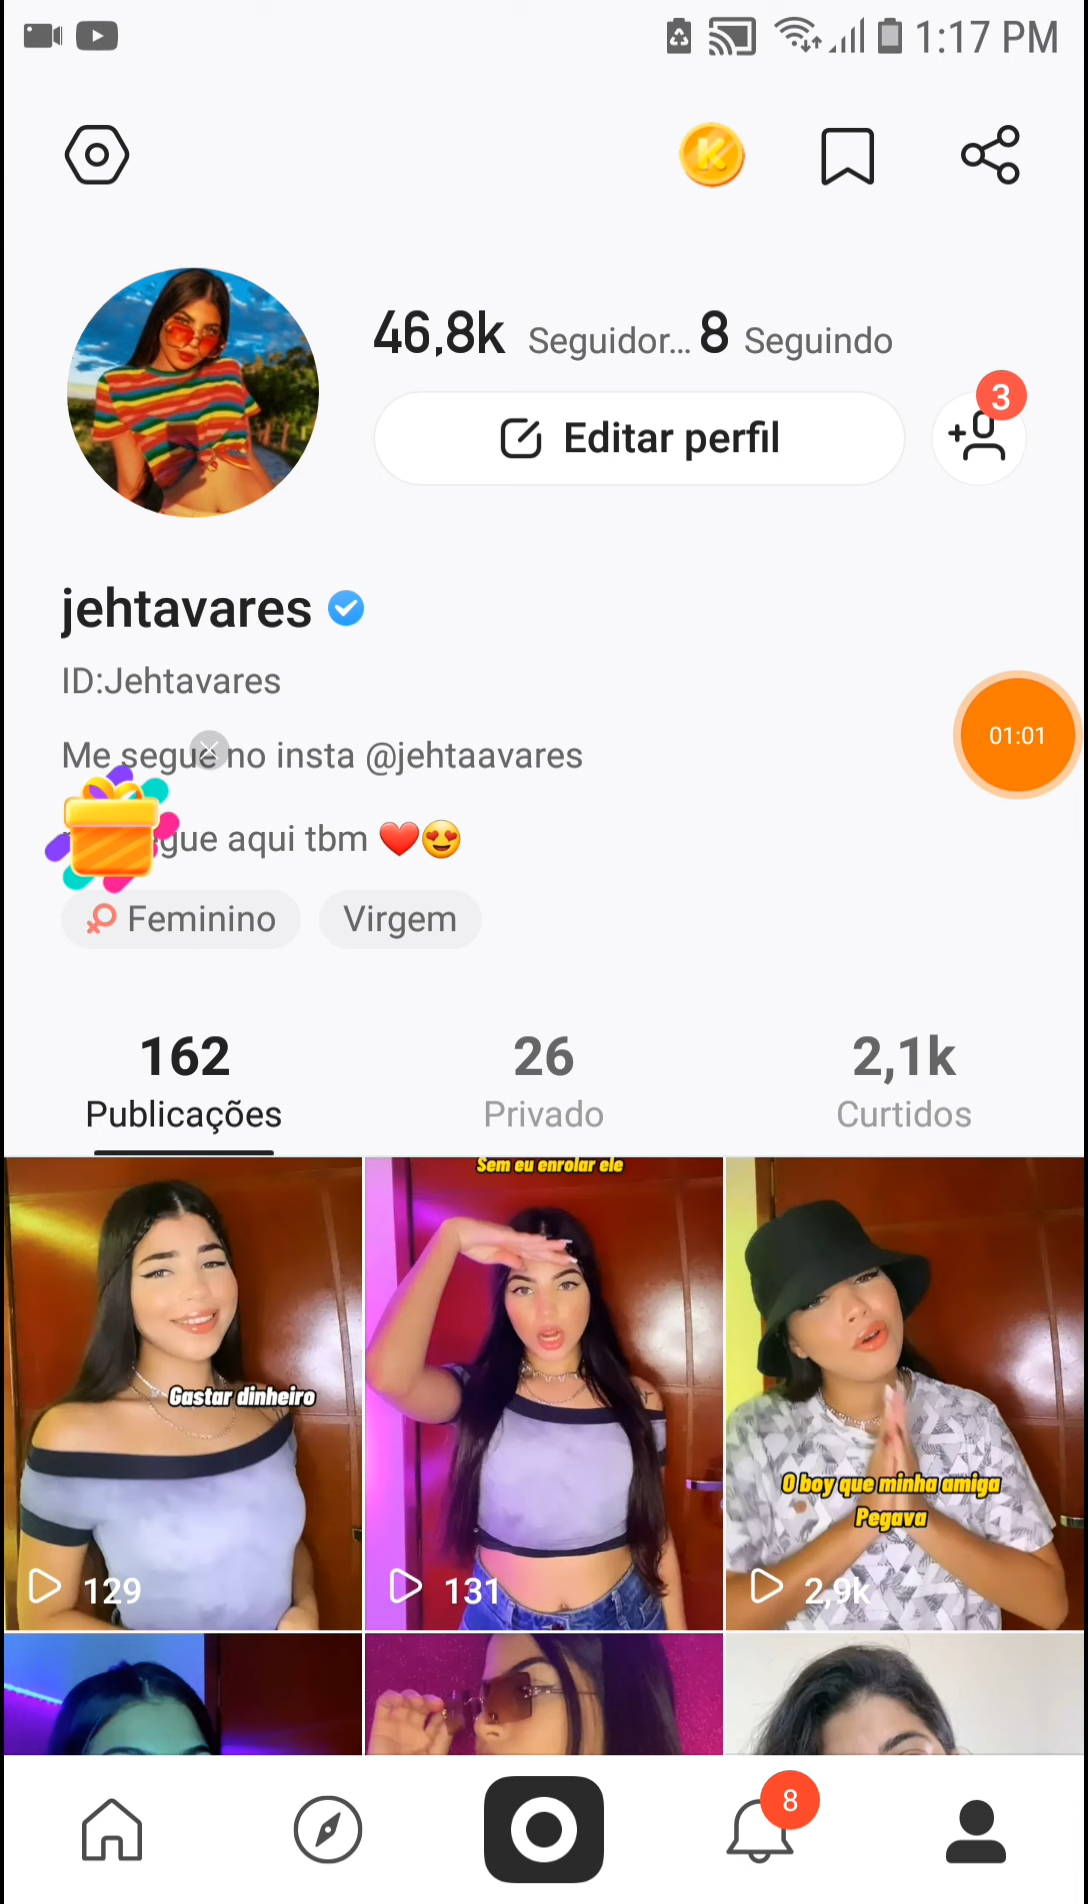 1:17 PM
K
46,8k Seguidor... 8 Seguindo
3
Editar perfil
jehtavares
ID:Jehtavares
01:01
Me segue no insta @jehtaavares
gue aqui tbm ❤️😍
Feminino
Virgem
162
26
2,1k
Publicações
Privado
Curtidos
Gastar dinheiro
129
Sem eu enrolar ele
131
O boy que minha amiga
Pegava
2,9k
8